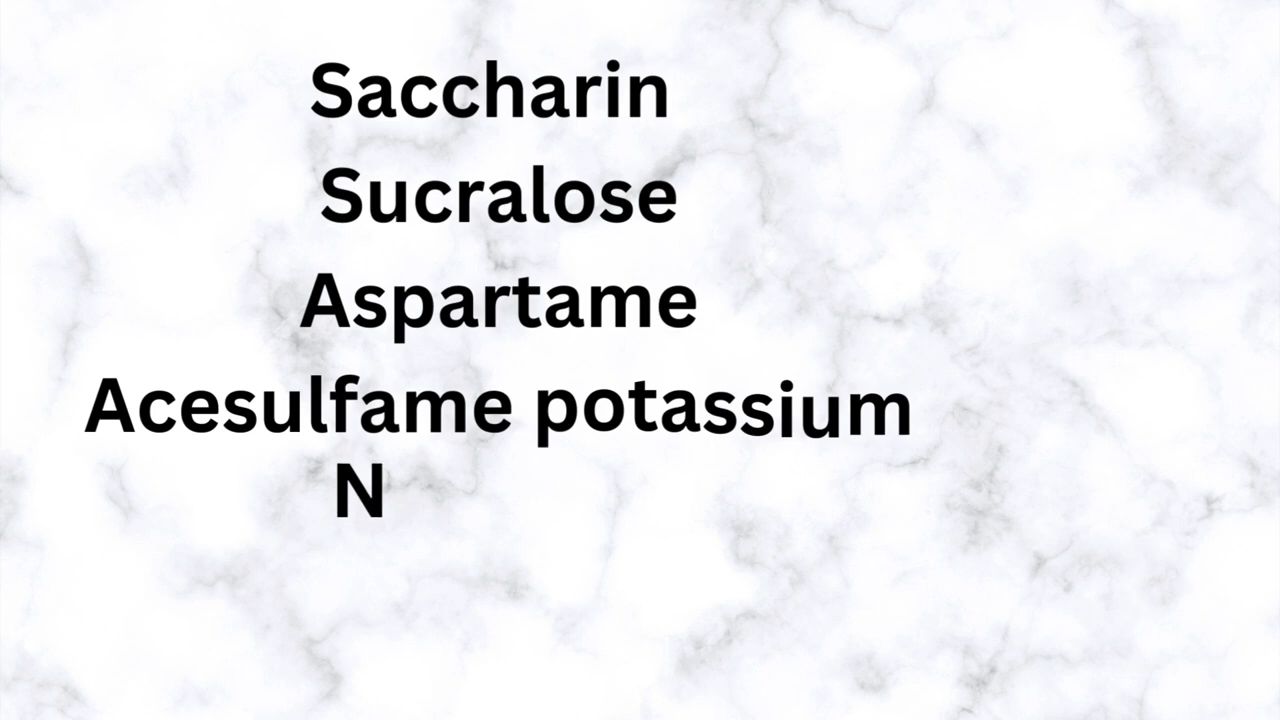 Saccharin
Sucralose
Aspartame
Acesulfame potassium
N